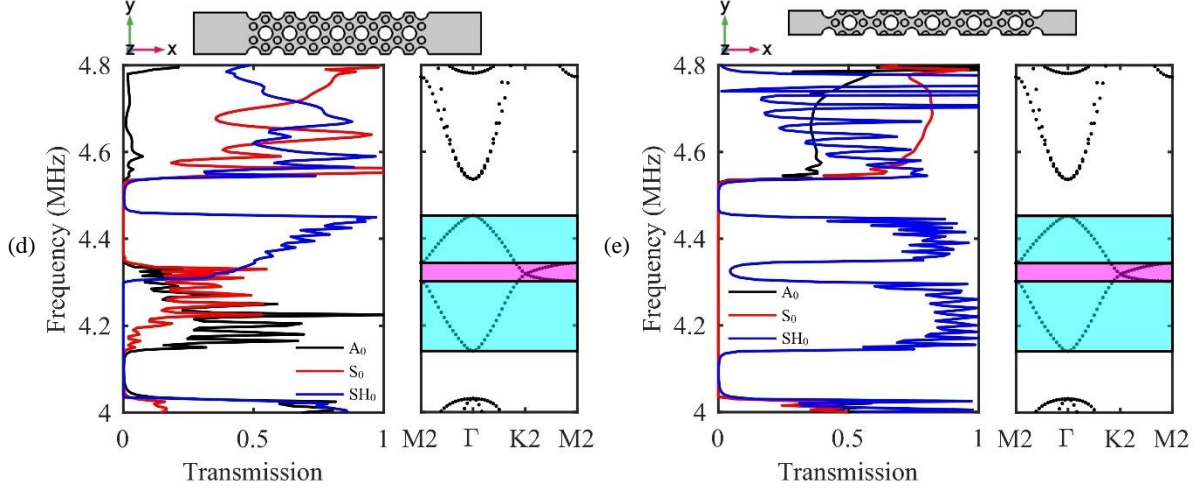 y
z x
(d)
Frequency (MHz)
4.8
4.6
4.4
4.2
4
A₀
S₀
SH₀
0 0.5 1
Transmission
M2 Γ K2 M2
y
z x
(e)
Frequency (MHz)
4.8
4.6
4.4
4.2
4
A₀
S₀
SH₀
0 0.5 1
Transmission
M2 Γ K2 M2